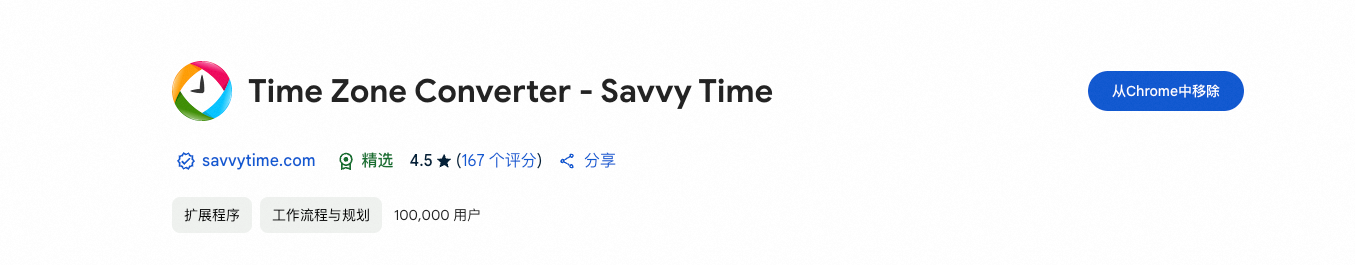 Time Zone Converter - Savvy Time
从Chrome中移除
savvytime.com 精选 4.5 ★ (167 个评分) 分享
扩展程序 工作流程与规划 100,000 用户